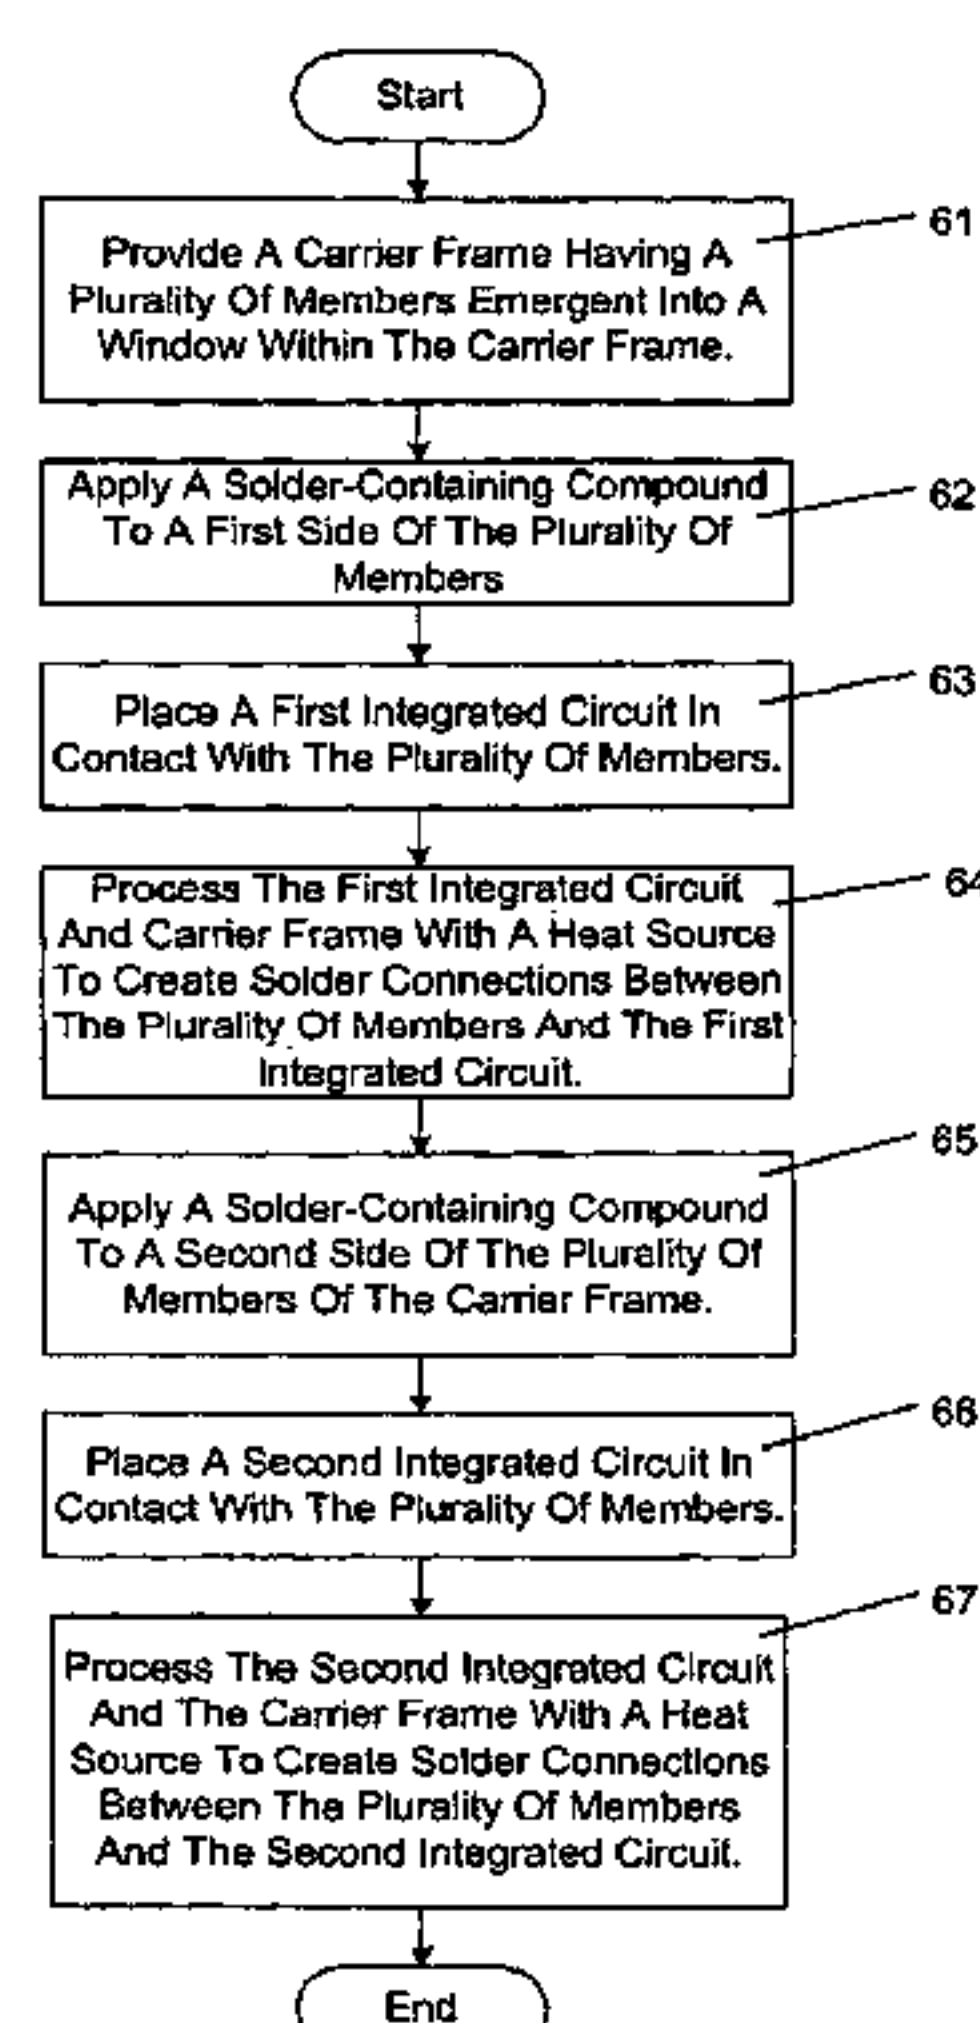 Start
61
Provide A Carrier Frame Having A
Plurality Of Members Emergent Into A
Window Within The Carrier Frame.
62
Apply A Solder-Containing Compound
To A First Side Of The Plurality Of
Members
63
Place A First Integrated Circuit In
Contact With The Plurality Of Members.
64
Process The First Integrated Circuit
And Carrier Frame With A Heat Source
To Create Solder Connections Between
The Plurality Of Members And The First
Integrated Circuit.
65
Apply A Solder-Containing Compound
To A Second Side Of The Plurality Of
Members Of The Carrier Frame.
66
Place A Second Integrated Circuit In
Contact With The Plurality Of Members.
67
Process The Second Integrated Circuit
And The Carrier Frame With A Heat
Source To Create Solder Connections
Between The Plurality Of Members
And The Second Integrated Circuit.
End